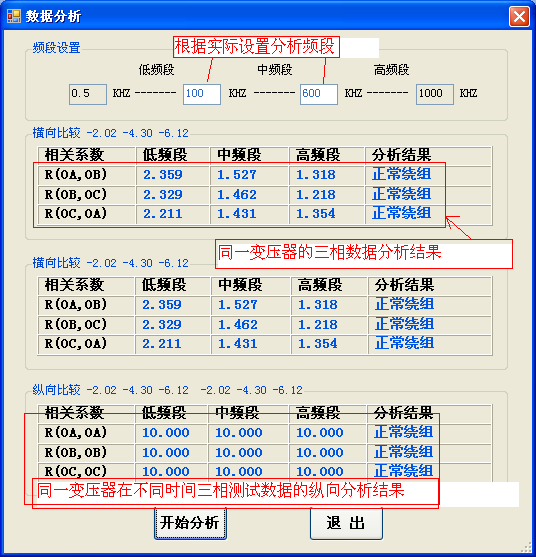 数据分析
频段设置
根据实际设置分析频段
低频段 中频段 高频段
0.5 KHZ ------- 100 KHZ ------- 600 KHZ ------- 1000 KHZ
横向比较 -2.02 -4.30 -6.12
相关系数 低频段 中频段 高频段 分析结果
R(OA,OB) 2.359 1.527 1.318 正常绕组
R(OB,OC) 2.329 1.462 1.218 正常绕组
R(OC,OA) 2.211 1.431 1.354 正常绕组
同一变压器的三相数据分析结果
横向比较 -2.02 -4.30 -6.12
相关系数 低频段 中频段 高频段 分析结果
R(OA,OB) 2.359 1.527 1.318 正常绕组
R(OB,OC) 2.329 1.462 1.218 正常绕组
R(OC,OA) 2.211 1.431 1.354 正常绕组
纵向比较 -2.02 -4.30 -6.12 -2.02 -4.30 -6.12
相关系数 低频段 中频段 高频段 分析结果
R(OA,OA) 10.000 10.000 10.000 正常绕组
R(OB,OB) 10.000 10.000 10.000 正常绕组
R(OC,OC) 10.000 10.000 10.000 正常绕组
同一变压器在不同时间三相测试数据的纵向分析结果
开始分析 退 出